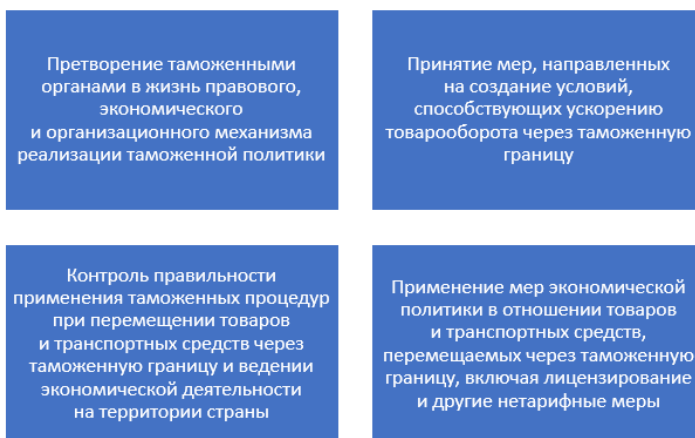 Претворение таможенными
органами в жизнь правового,
экономического
и организационного механизма
реализации таможенной политики
Принятие мер, направленных
на создание условий,
способствующих ускорению
товарооборота через таможенную
границу
Контроль правильности
применения таможенных процедур
при перемещении товаров
и транспортных средств через
таможенную границу и ведении
экономической деятельности
на территории страны
Применение мер экономической
политики в отношении товаров
и транспортных средств,
перемещаемых через таможенную
границу, включая лицензирование
и другие нетарифные меры